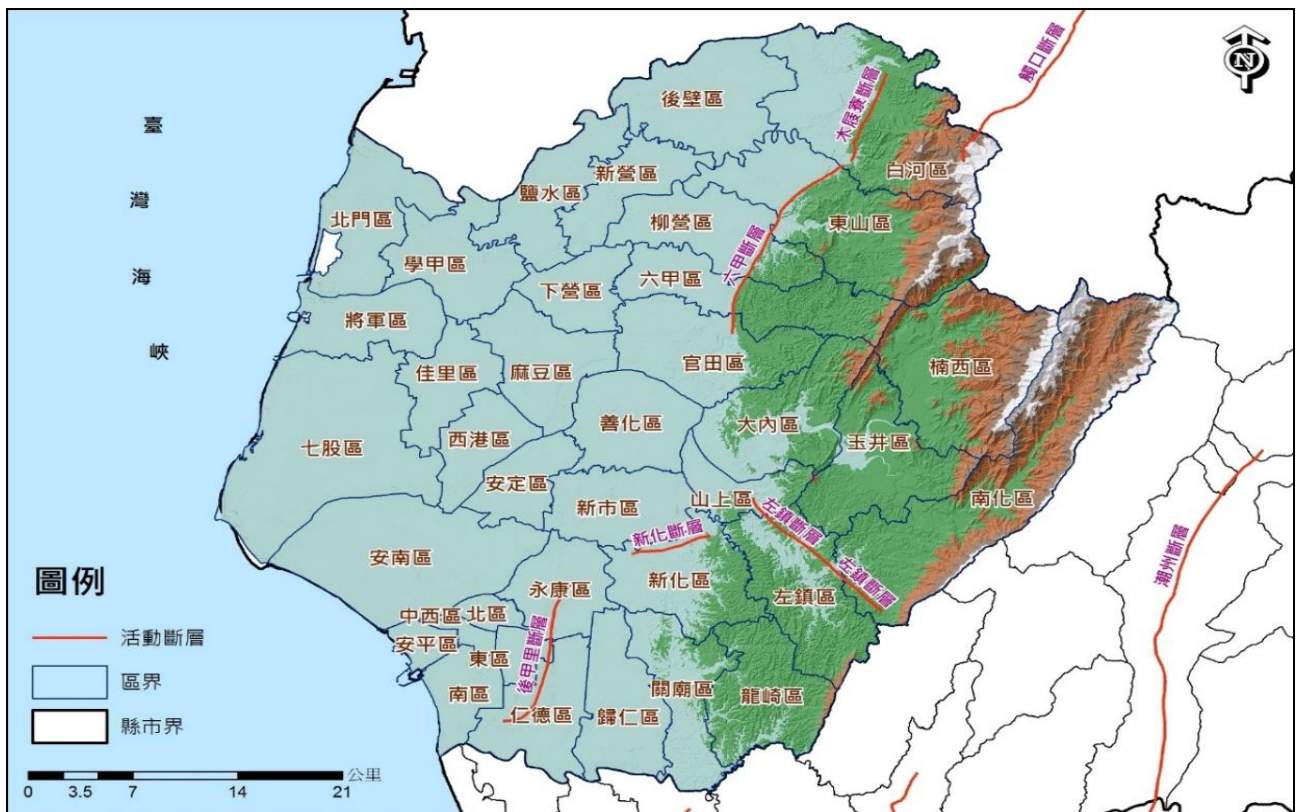 N
觸口斷層
木屐寮斷層
後壁區
白河區
臺灣海峽
新營區
鹽水區
北門區
柳營區
東山區
六甲斷層
學甲區
六甲區
下營區
將軍區
官田區
楠西區
佳里區
麻豆區
大內區
善化區
七股區
西港區
玉井區
安定區
山上區
南化區
新市區
左鎮斷層
新化斷層
安南區
左鎮斷層
潮州斷層
新化區
永康區
左鎮區
中西區
北區
安平區
東區
後甲里斷層
南區
仁德區
歸仁區
關廟區
龍崎區
圖例
活動斷層
區界
縣市界
公里
0 3.5 7 14 21